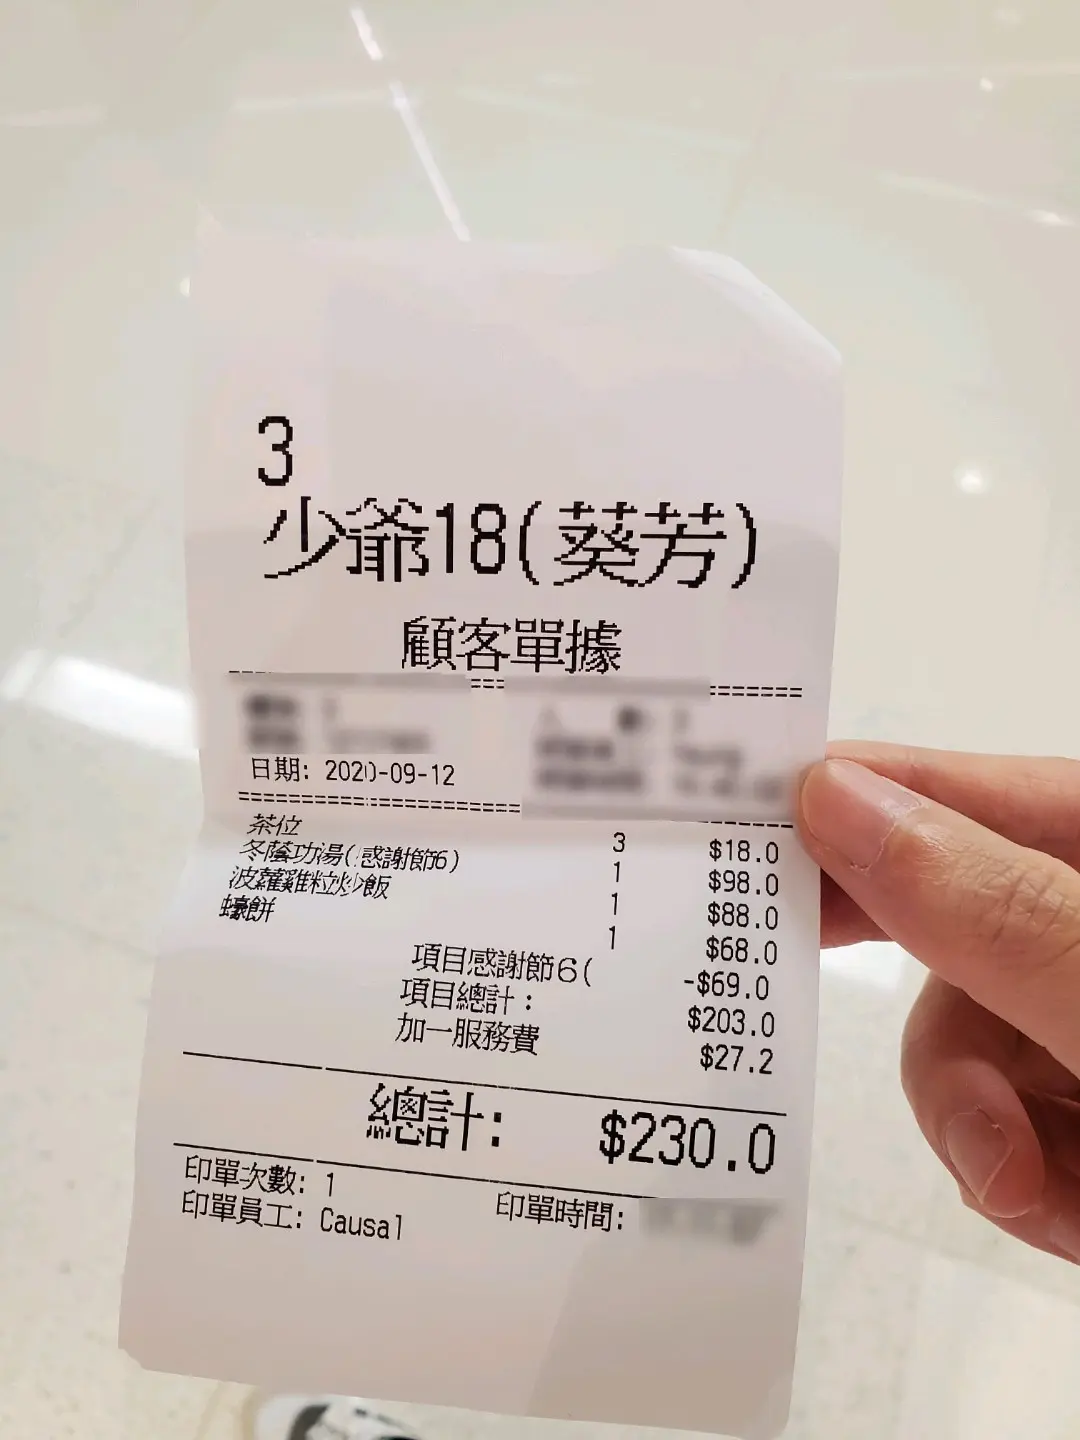 3
少爺18(葵芳)
顧客單據
日期: 2020-09-12
茶位 3 $18.0
冬蔭功湯(感謝節6) 1 $98.0
波蘿雞粒炒飯 1 $88.0
蠔餅 1 $68.0
項目感謝節6( -$69.0
項目總計: $203.0
加一服務費 $27.2
總計: $230.0
印單次數: 1
印單員工: Causal 印單時間: